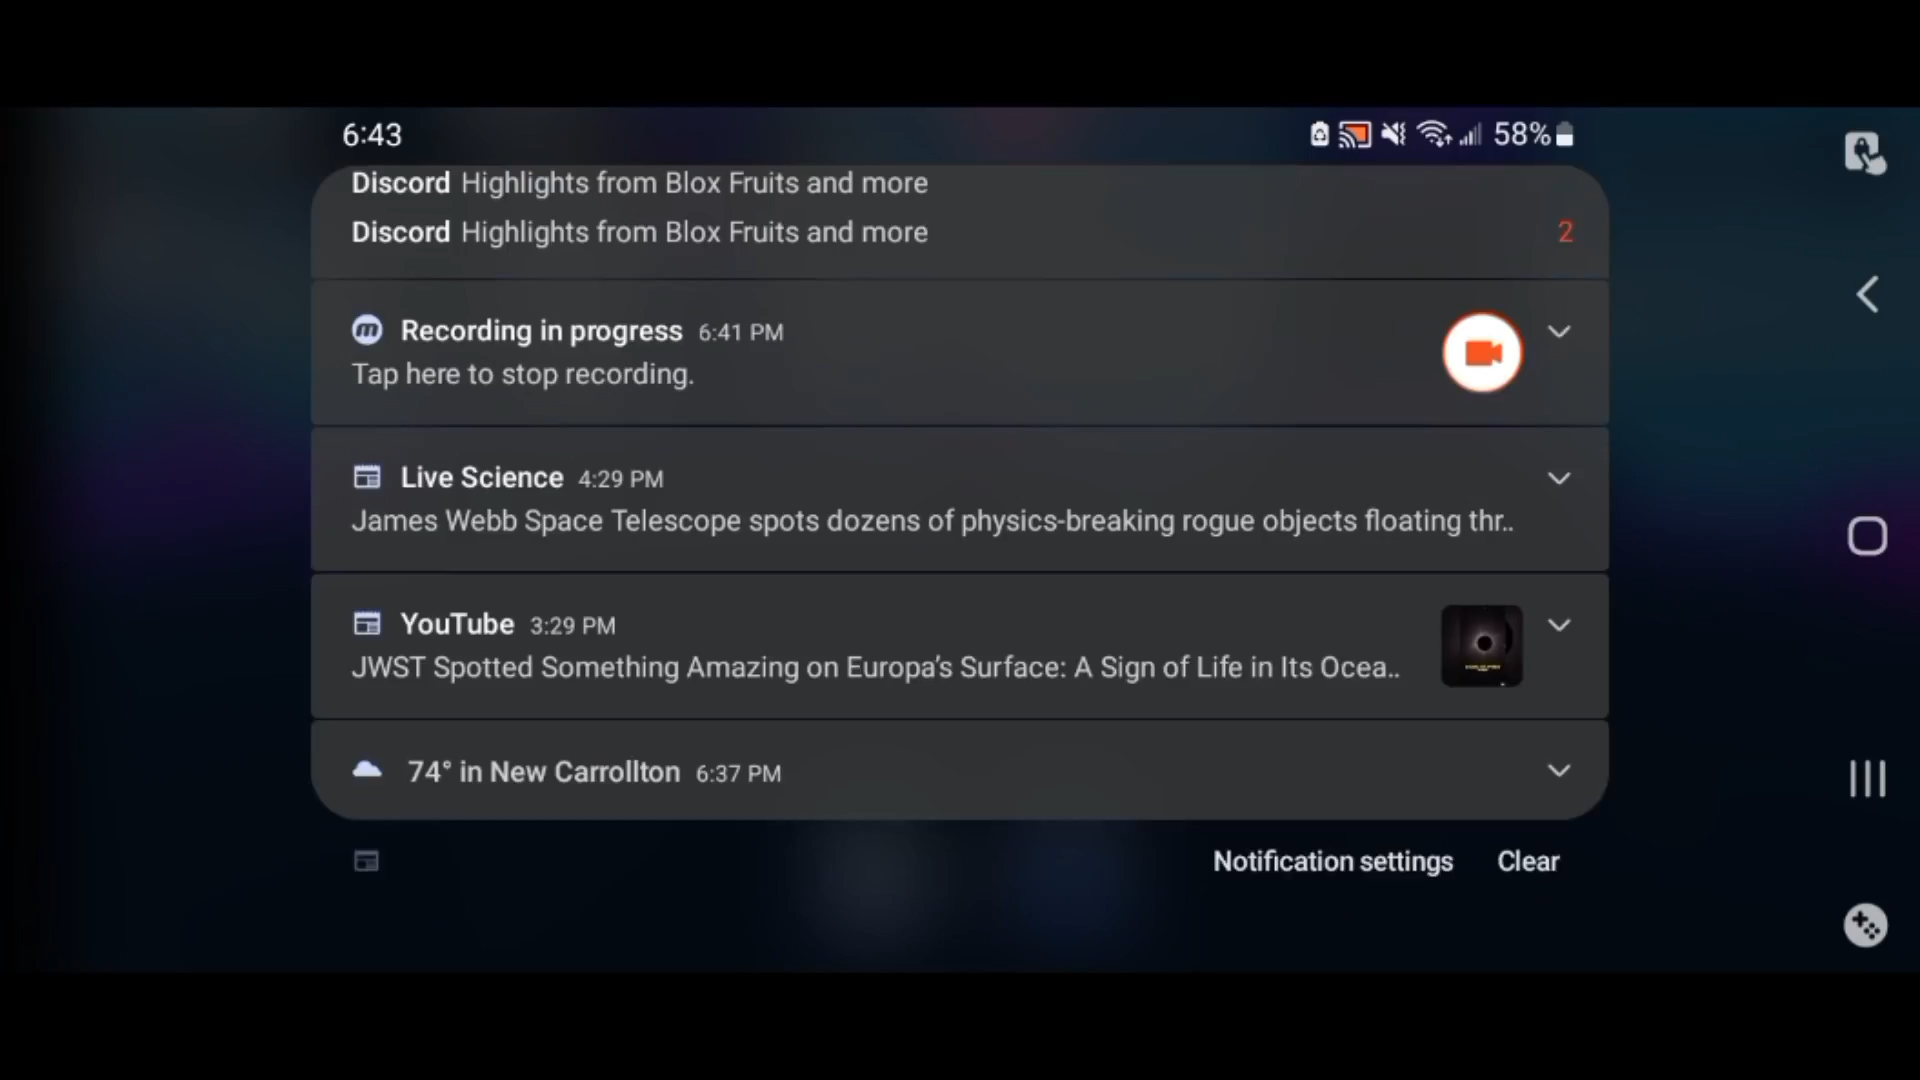 6:43
58%
Discord Highlights from Blox Fruits and more
Discord Highlights from Blox Fruits and more
2
Recording in progress 6:41 PM
Tap here to stop recording.
Live Science 4:29 PM
James Webb Space Telescope spots dozens of physics-breaking rogue objects floating thr..
YouTube 3:29 PM
JWST Spotted Something Amazing on Europa's Surface: A Sign of Life in Its Ocea..
74° in New Carrollton 6:37 PM
Notification settings
Clear